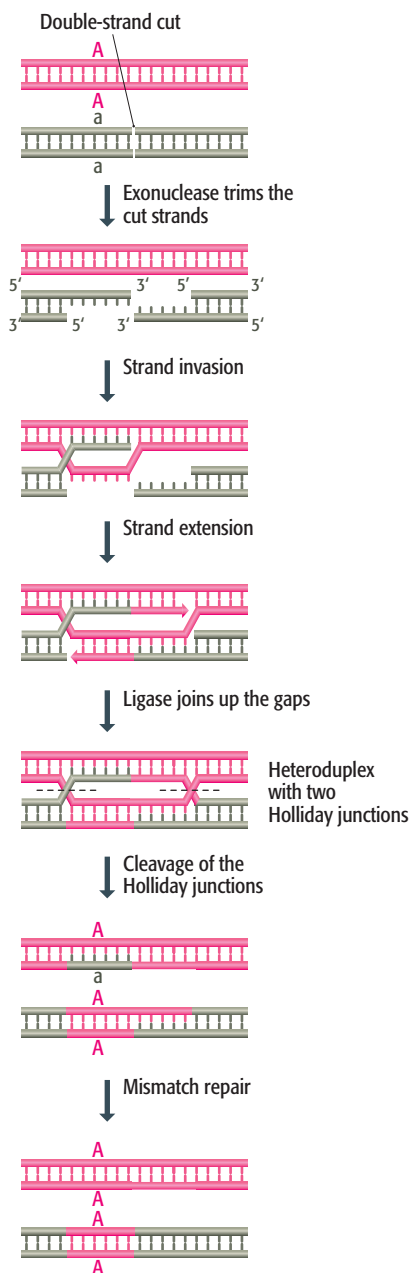 Double-strand cut
A
A
a
a
Exonuclease trims the
cut strands
5′ 3′ 5′ 3′
3′ 5′ 3′ 5′
Strand invasion
Strand extension
Ligase joins up the gaps
Heteroduplex
with two
Holliday junctions
Cleavage of the
Holliday junctions
A
a
A
A
Mismatch repair
A
A
A
A